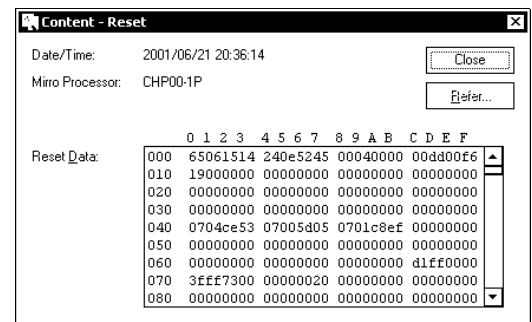 Content - Reset
Date/Time: 2001/06/21 20:36:14
Close
Mirro Processor: CHP00-1P
Refer...
0 1 2 3 4 5 6 7 8 9 A B C D E F
Reset Data: 000 65061514 240e5245 00040000 00dd00f6
010 19000000 00000000 00000000 00000000
020 00000000 00000000 00000000 00000000
030 00000000 00000000 00000000 00000000
040 0704ce53 07005d05 0701c8ef 00000000
050 00000000 00000000 00000000 00000000
060 00000000 00000000 00000000 d1ff0000
070 3fff7300 00000020 00000000 00000000
080 00000000 00000000 00000000 00000000